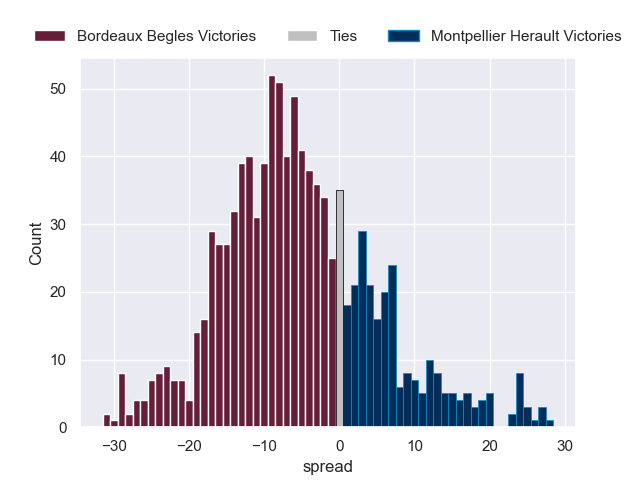 Bordeaux Begles Victories Ties Montpellier Herault Victories
50
40
30
20
10
0
Count
−30 −20 −10 0 10 20 30
spread